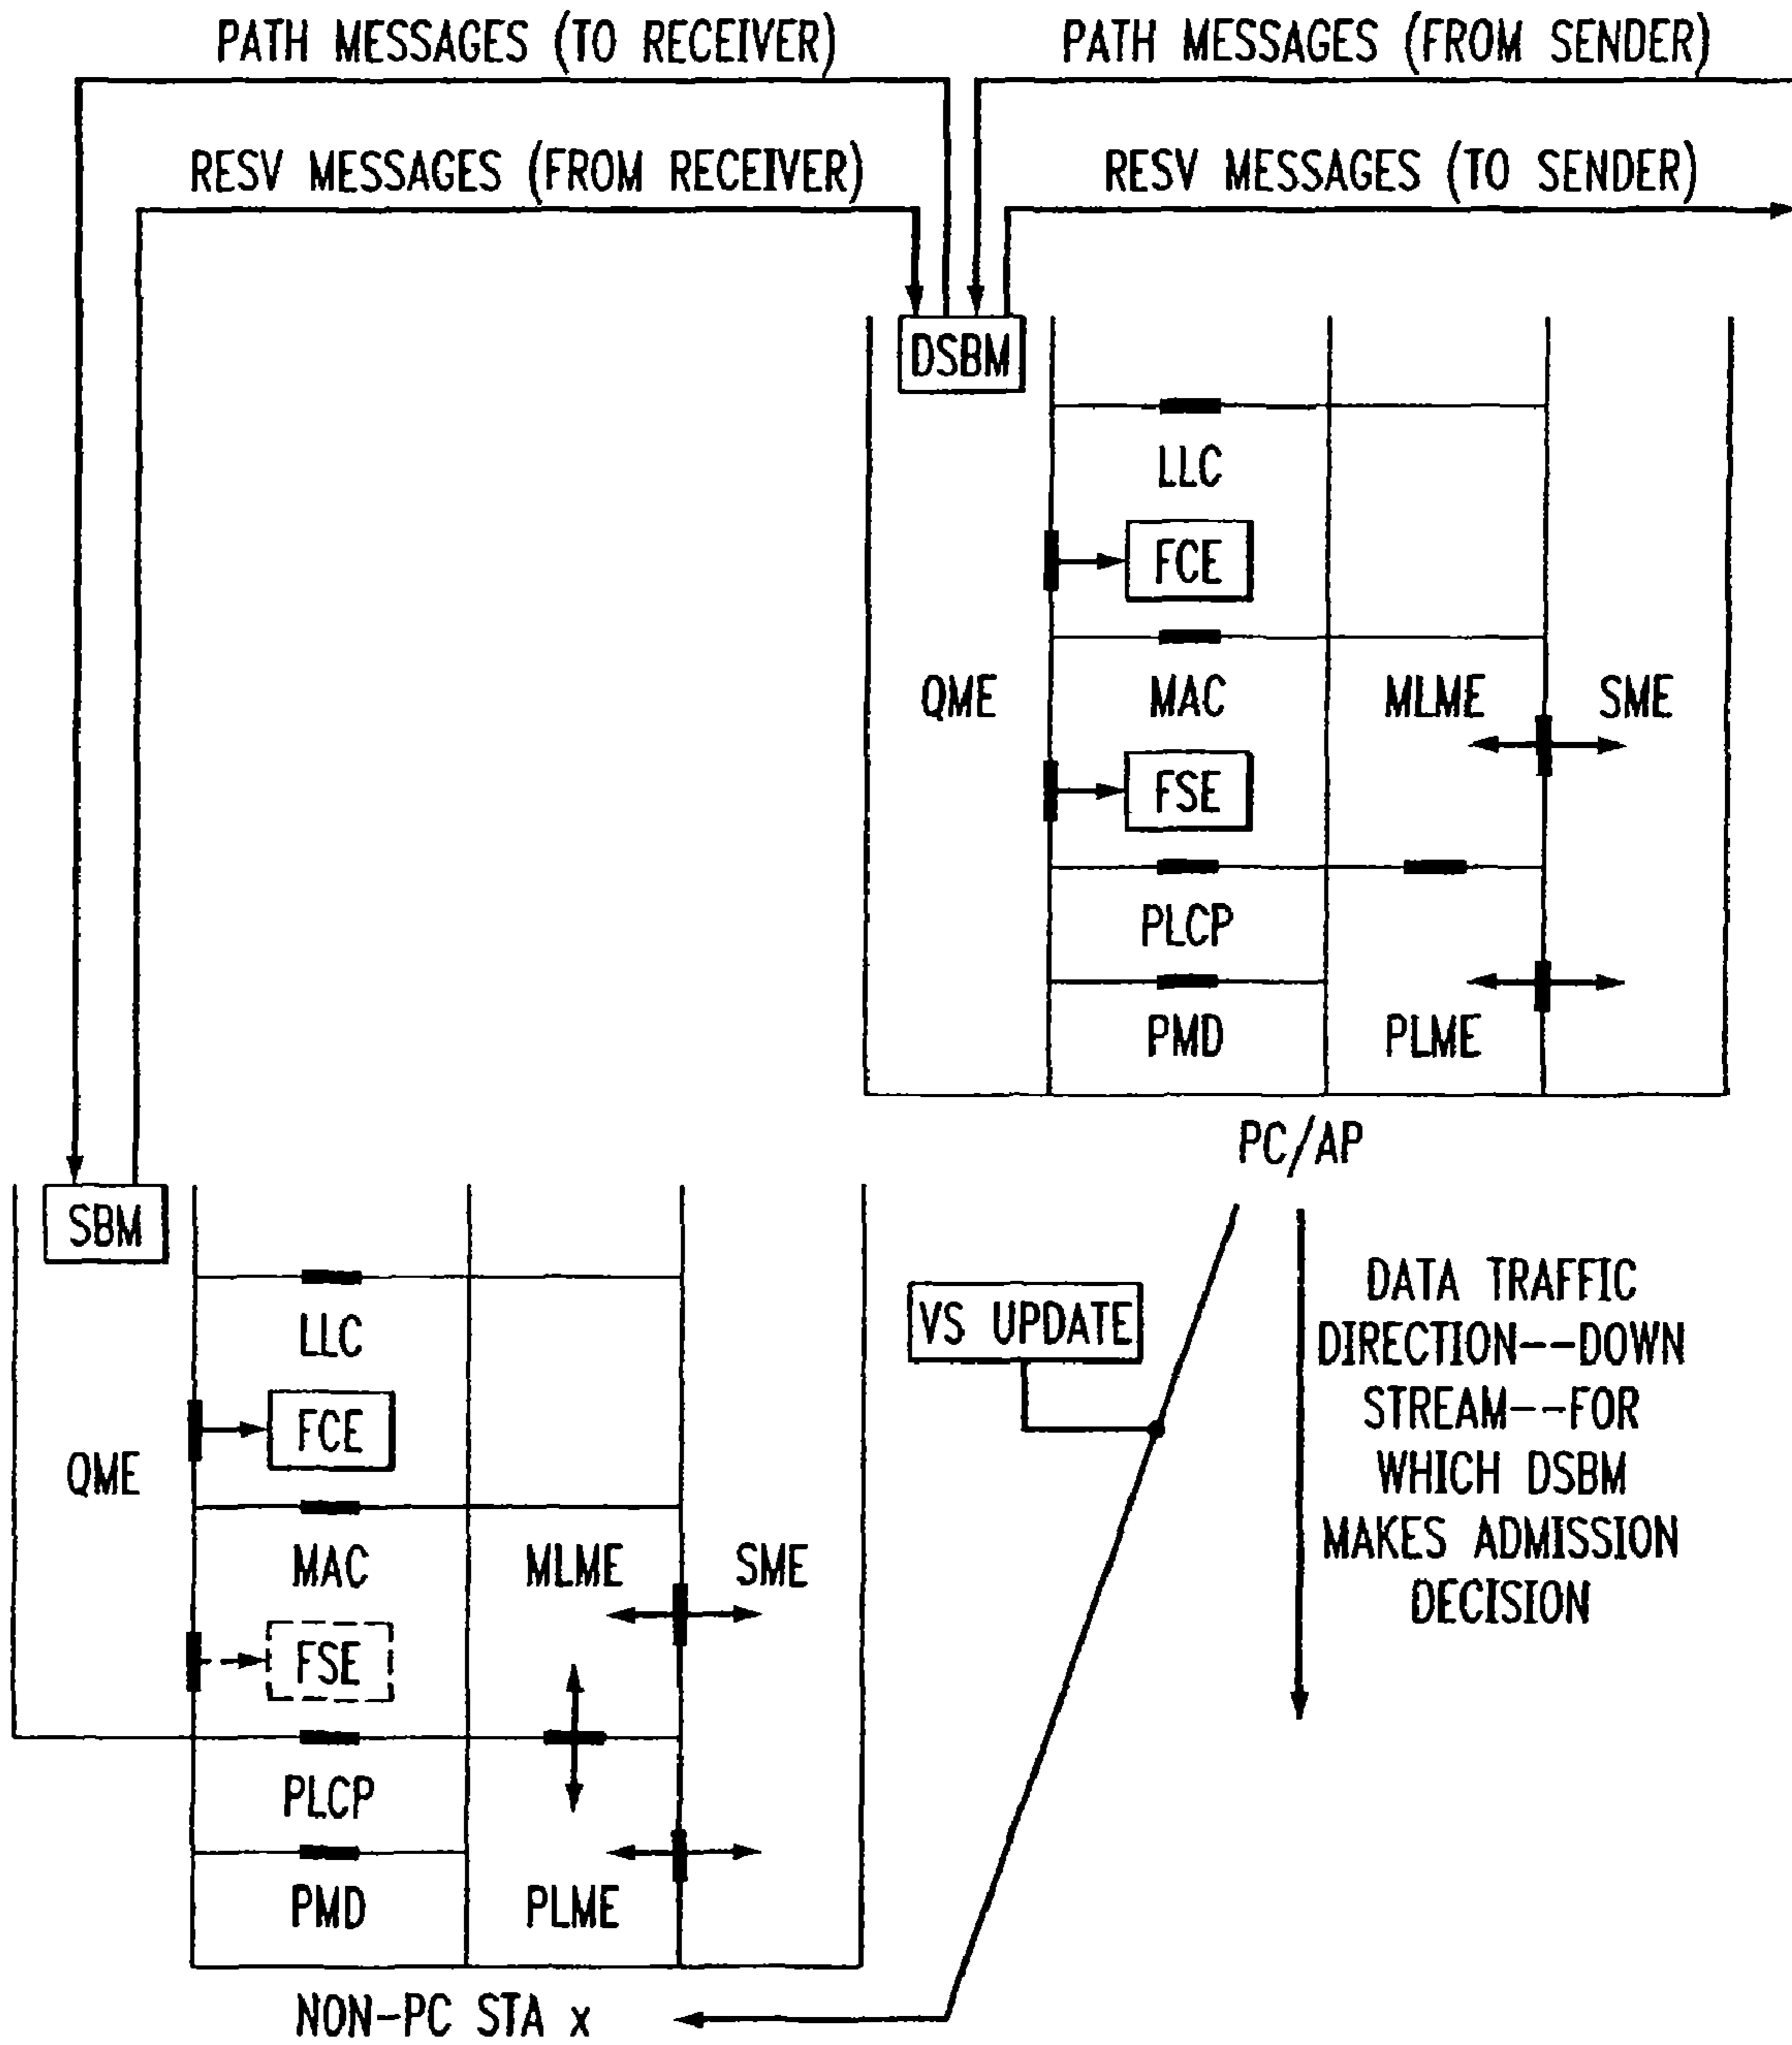 PATH MESSAGES (TO RECEIVER)
PATH MESSAGES (FROM SENDER)
RESV MESSAGES (FROM RECEIVER)
RESV MESSAGES (TO SENDER)
DSBM
LLC
FCE
QME
MAC
MLME
SME
FSE
PLCP
PMD
PLME
PC/AP
SBM
LLC
FCE
QME
MAC
MLME
SME
FSE
PLCP
PMD
PLME
NON-PC STA x
VS UPDATE
DATA TRAFFIC
DIRECTION--DOWN
STREAM--FOR
WHICH DSBM
MAKES ADMISSION
DECISION